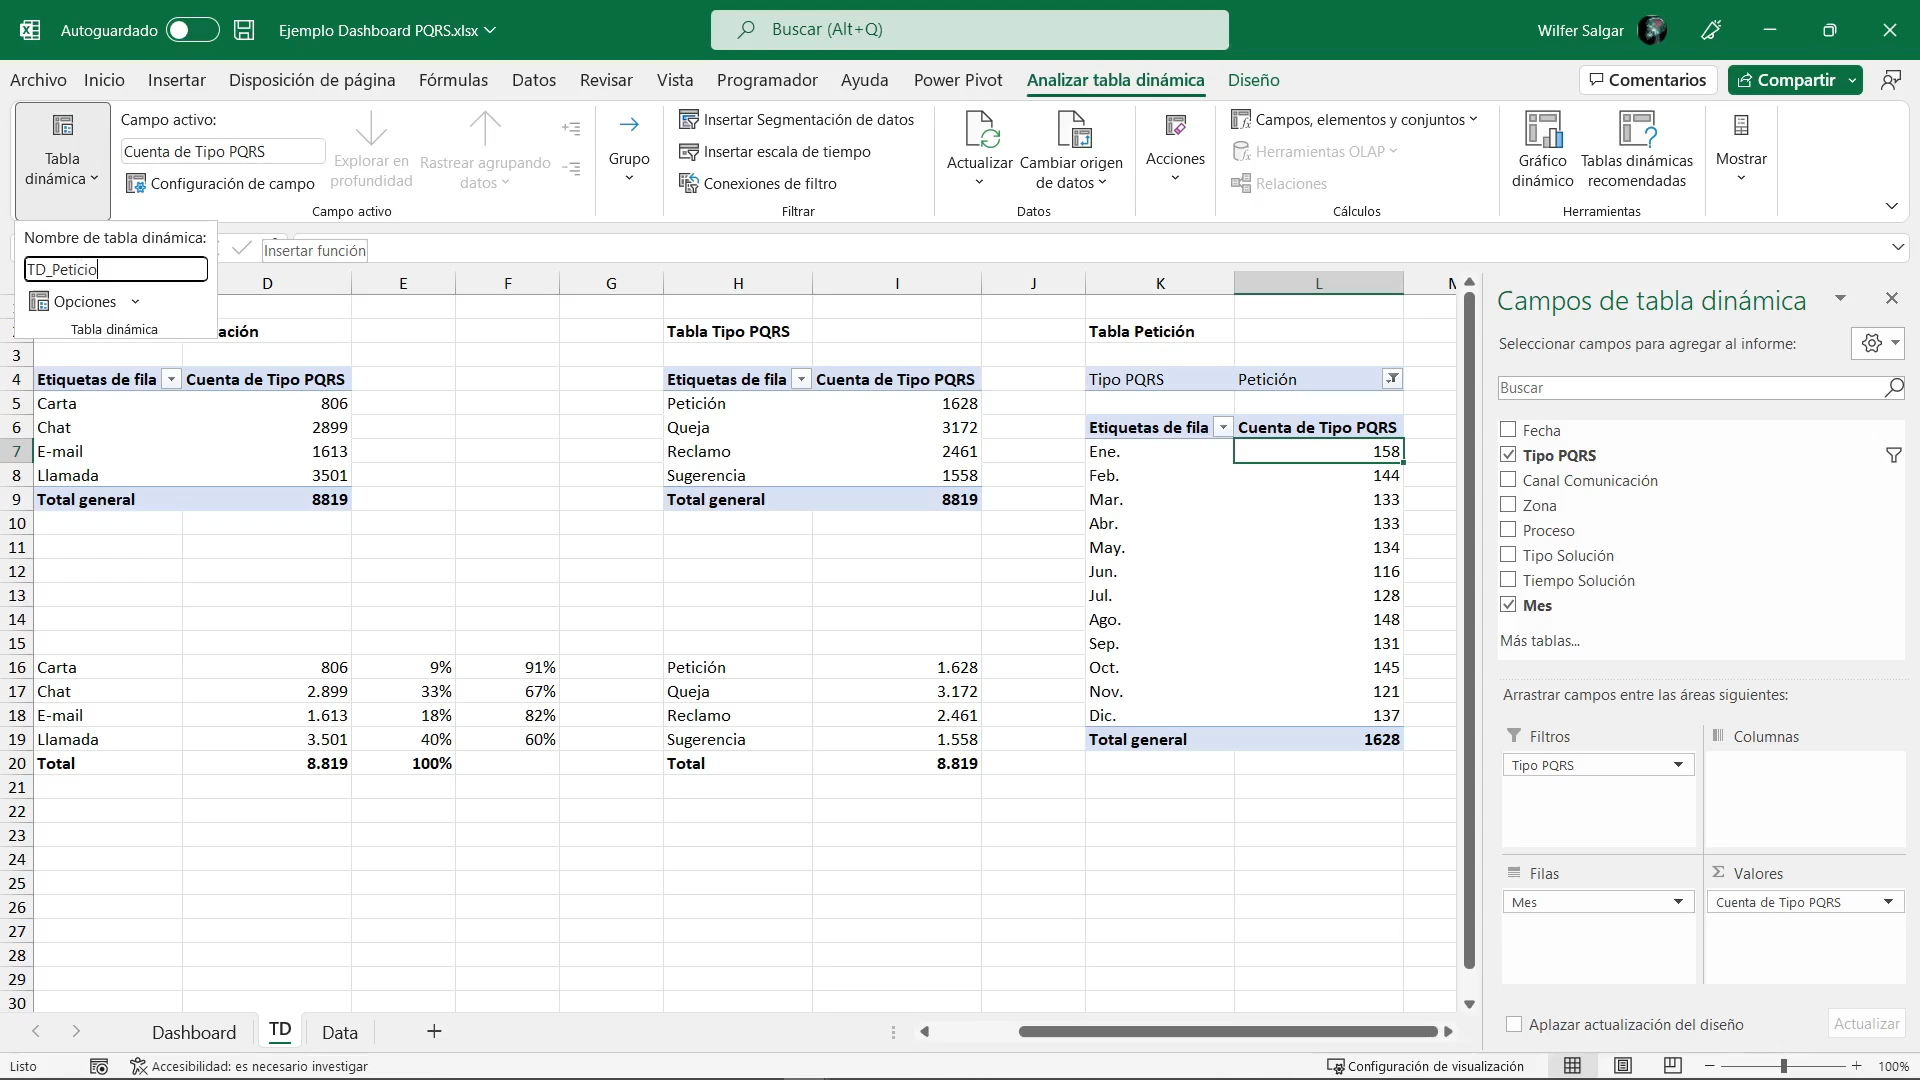 Autoguardado
Ejemplo Dashboard PQRS.xlsx
Buscar (Alt+Q)
Wilfer Salgar
Archivo Inicio Insertar Disposición de página Fórmulas Datos Revisar Vista Programador Ayuda Power Pivot Analizar tabla dinámica Diseño
Comentarios
Compartir
Tabla dinámica
Campo activo:
Cuenta de Tipo PQRS
Configuración de campo
Explorar en profundidad
Rastrear agrupando datos
Campo activo
Grupo
Insertar Segmentación de datos
Insertar escala de tiempo
Conexiones de filtro
Filtrar
Actualizar
Cambiar origen de datos
Datos
Acciones
Campos, elementos y conjuntos
Herramientas OLAP
Relaciones
Cálculos
Gráfico dinámico
Tablas dinámicas recomendadas
Herramientas
Mostrar
Nombre de tabla dinámica:
TD_Peticio
Opciones
Tabla dinámica
Insertar función
D E F G H I J K L
ación Tabla Tipo PQRS Tabla Petición
3
4 Etiquetas de fila Cuenta de Tipo PQRS Etiquetas de fila Cuenta de Tipo PQRS Tipo PQRS Petición
5 Carta 806 Petición 1628
6 Chat 2899 Queja 3172 Etiquetas de fila Cuenta de Tipo PQRS
7 E-mail 1613 Reclamo 2461 Ene. 158
8 Llamada 3501 Sugerencia 1558 Feb. 144
9 Total general 8819 Total general 8819 Mar. 133
10 Abr. 133
11 May. 134
12 Jun. 116
13 Jul. 128
14 Ago. 148
15 Sep. 131
16 Carta 806 9% 91% Petición 1.628 Oct. 145
17 Chat 2.899 33% 67% Queja 3.172 Nov. 121
18 E-mail 1.613 18% 82% Reclamo 2.461 Dic. 137
19 Llamada 3.501 40% 60% Sugerencia 1.558 Total general 1628
20 Total 8.819 100% Total 8.819
21
22
23
24
25
26
27
28
29
30
Campos de tabla dinámica
Seleccionar campos para agregar al informe:
Buscar
Fecha
Tipo PQRS
Canal Comunicación
Zona
Proceso
Tipo Solución
Tiempo Solución
Mes
Más tablas...
Arrastrar campos entre las áreas siguientes:
Filtros
Columnas
Tipo PQRS
Filas
Valores
Mes
Cuenta de Tipo PQRS
Aplazar actualización del diseño
Actualizar
Dashboard TD Data
Listo
Accesibilidad: es necesario investigar
Configuración de visualización
100%